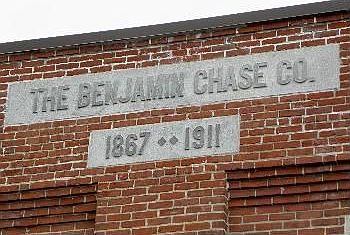 THE BENJAMIN CHASE CO.
1867 ◆◆ 1911